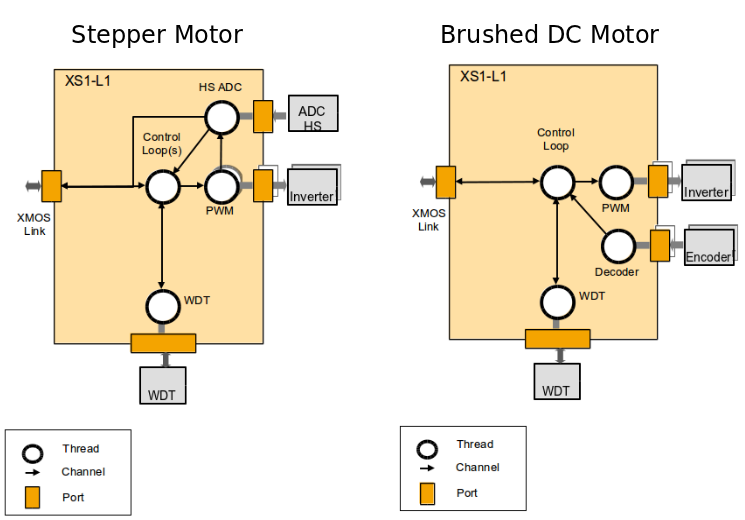 Stepper Motor
XS1-L1
HS ADC
ADC
HS
Control
Loop(s)
Inverter
PWM
XMOS
Link
WDT
WDT
Thread
Channel
Port
Brushed DC Motor
XS1-L1
Control
Loop
Inverter
PWM
XMOS
Link
Encoder
Decoder
WDT
WDT
Thread
Channel
Port